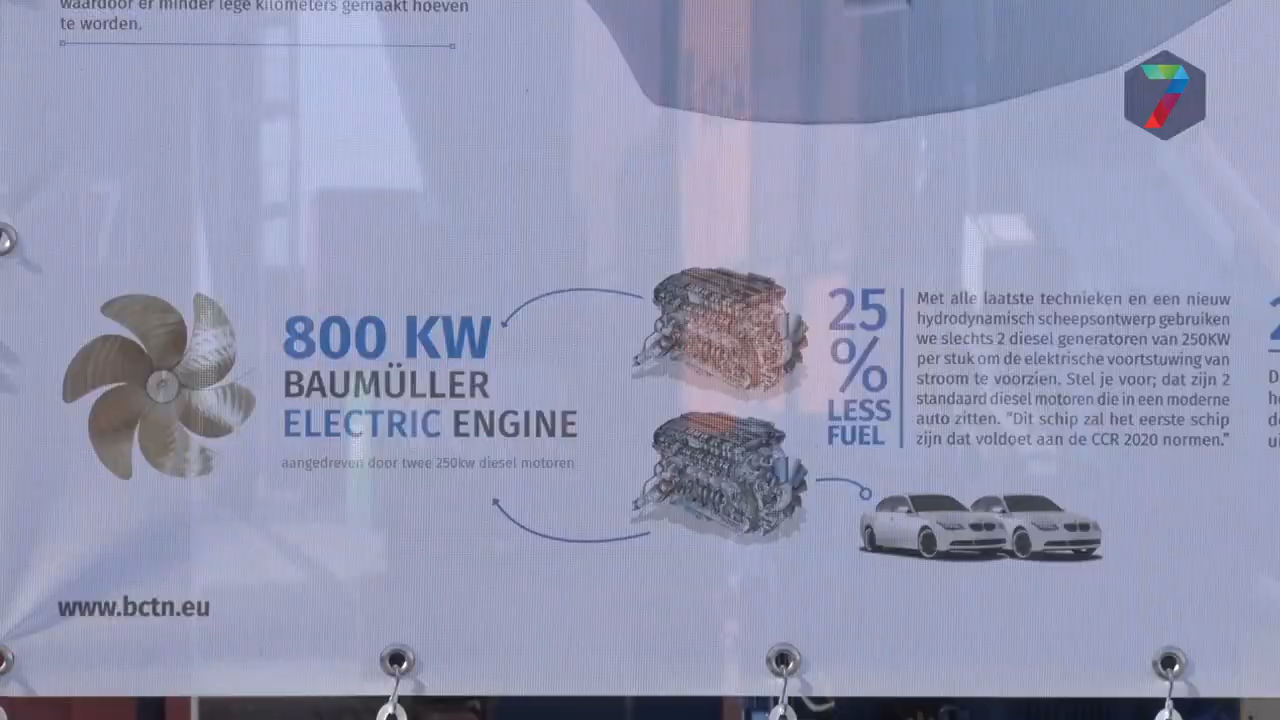 waardoor er minder lege kilometers gemaakt hoeven
te worden.
7
800 KW
BAUMÜLLER
ELECTRIC ENGINE
aangedreven door twee 250kw diesel motoren
25
%
LESS
FUEL
Met alle laatste technieken en een nieuw
hydrodynamisch scheepsontwerp gebruiken
we slechts 2 diesel generatoren van 250KW
per stuk om de elektrische voortstuwing van
stroom te voorzien. Stel je voor; dat zijn 2
standaard diesel motoren die in een moderne
auto zitten. "Dit schip zal het eerste schip
zijn dat voldoet aan de CCR 2020 normen."
www.bctn.eu